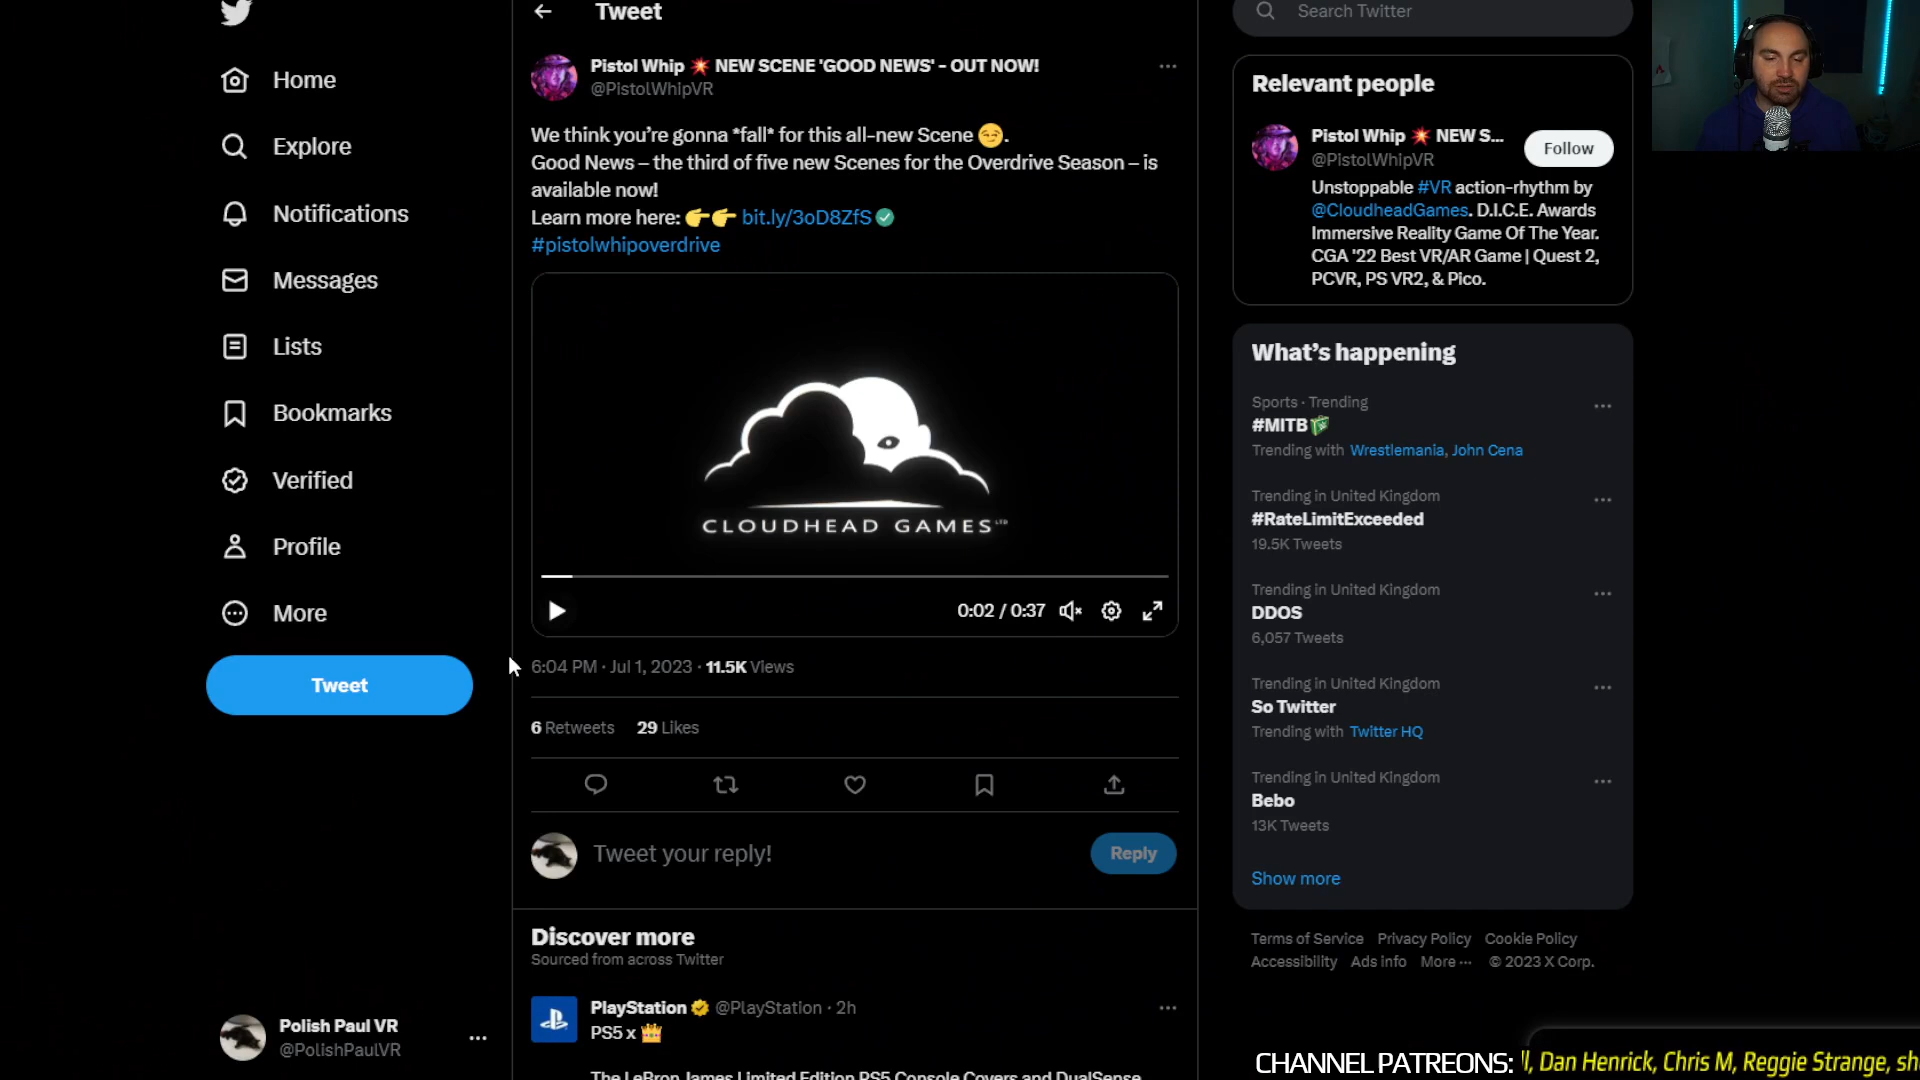 Tweet
Search Twitter
Home
Explore
Notifications
Messages
Lists
Bookmarks
Verified
Profile
More
Tweet
Polish Paul VR
@PolishPaulVR
Pistol Whip 💥 NEW SCENE 'GOOD NEWS' - OUT NOW!
@PistolWhipVR
We think you're gonna *fall* for this all-new Scene 😏.
Good News – the third of five new Scenes for the Overdrive Season – is
available now!
Learn more here: 👉👉 bit.ly/3oD8ZfS
#pistolwhipoverdrive
CLOUDHEAD GAMES LTD
0:02 / 0:37
6:04 PM · Jul 1, 2023 · 11.5K Views
6 Retweets 29 Likes
Tweet your reply!
Reply
Discover more
Sourced from across Twitter
PlayStation @PlayStation · 2h
PS5 x 👑
The LeBron James Limited Edition PS5 Console Covers and DualSense
Relevant people
Pistol Whip 💥 NEW S...
@PistolWhipVR
Follow
Unstoppable #VR action-rhythm by
@CloudheadGames. D.I.C.E. Awards
Immersive Reality Game Of The Year.
CGA '22 Best VR/AR Game | Quest 2,
PCVR, PS VR2, & Pico.
What's happening
Sports · Trending
#MITB
Trending with Wrestlemania, John Cena
Trending in United Kingdom
#RateLimitExceeded
19.5K Tweets
Trending in United Kingdom
DDOS
6,057 Tweets
Trending in United Kingdom
So Twitter
Trending with Twitter HQ
Trending in United Kingdom
Bebo
13K Tweets
Show more
Terms of Service Privacy Policy Cookie Policy
Accessibility Ads info More ··· © 2023 X Corp.
CHANNEL PATREONS: Dan Henrick, Chris M, Reggie Strange,